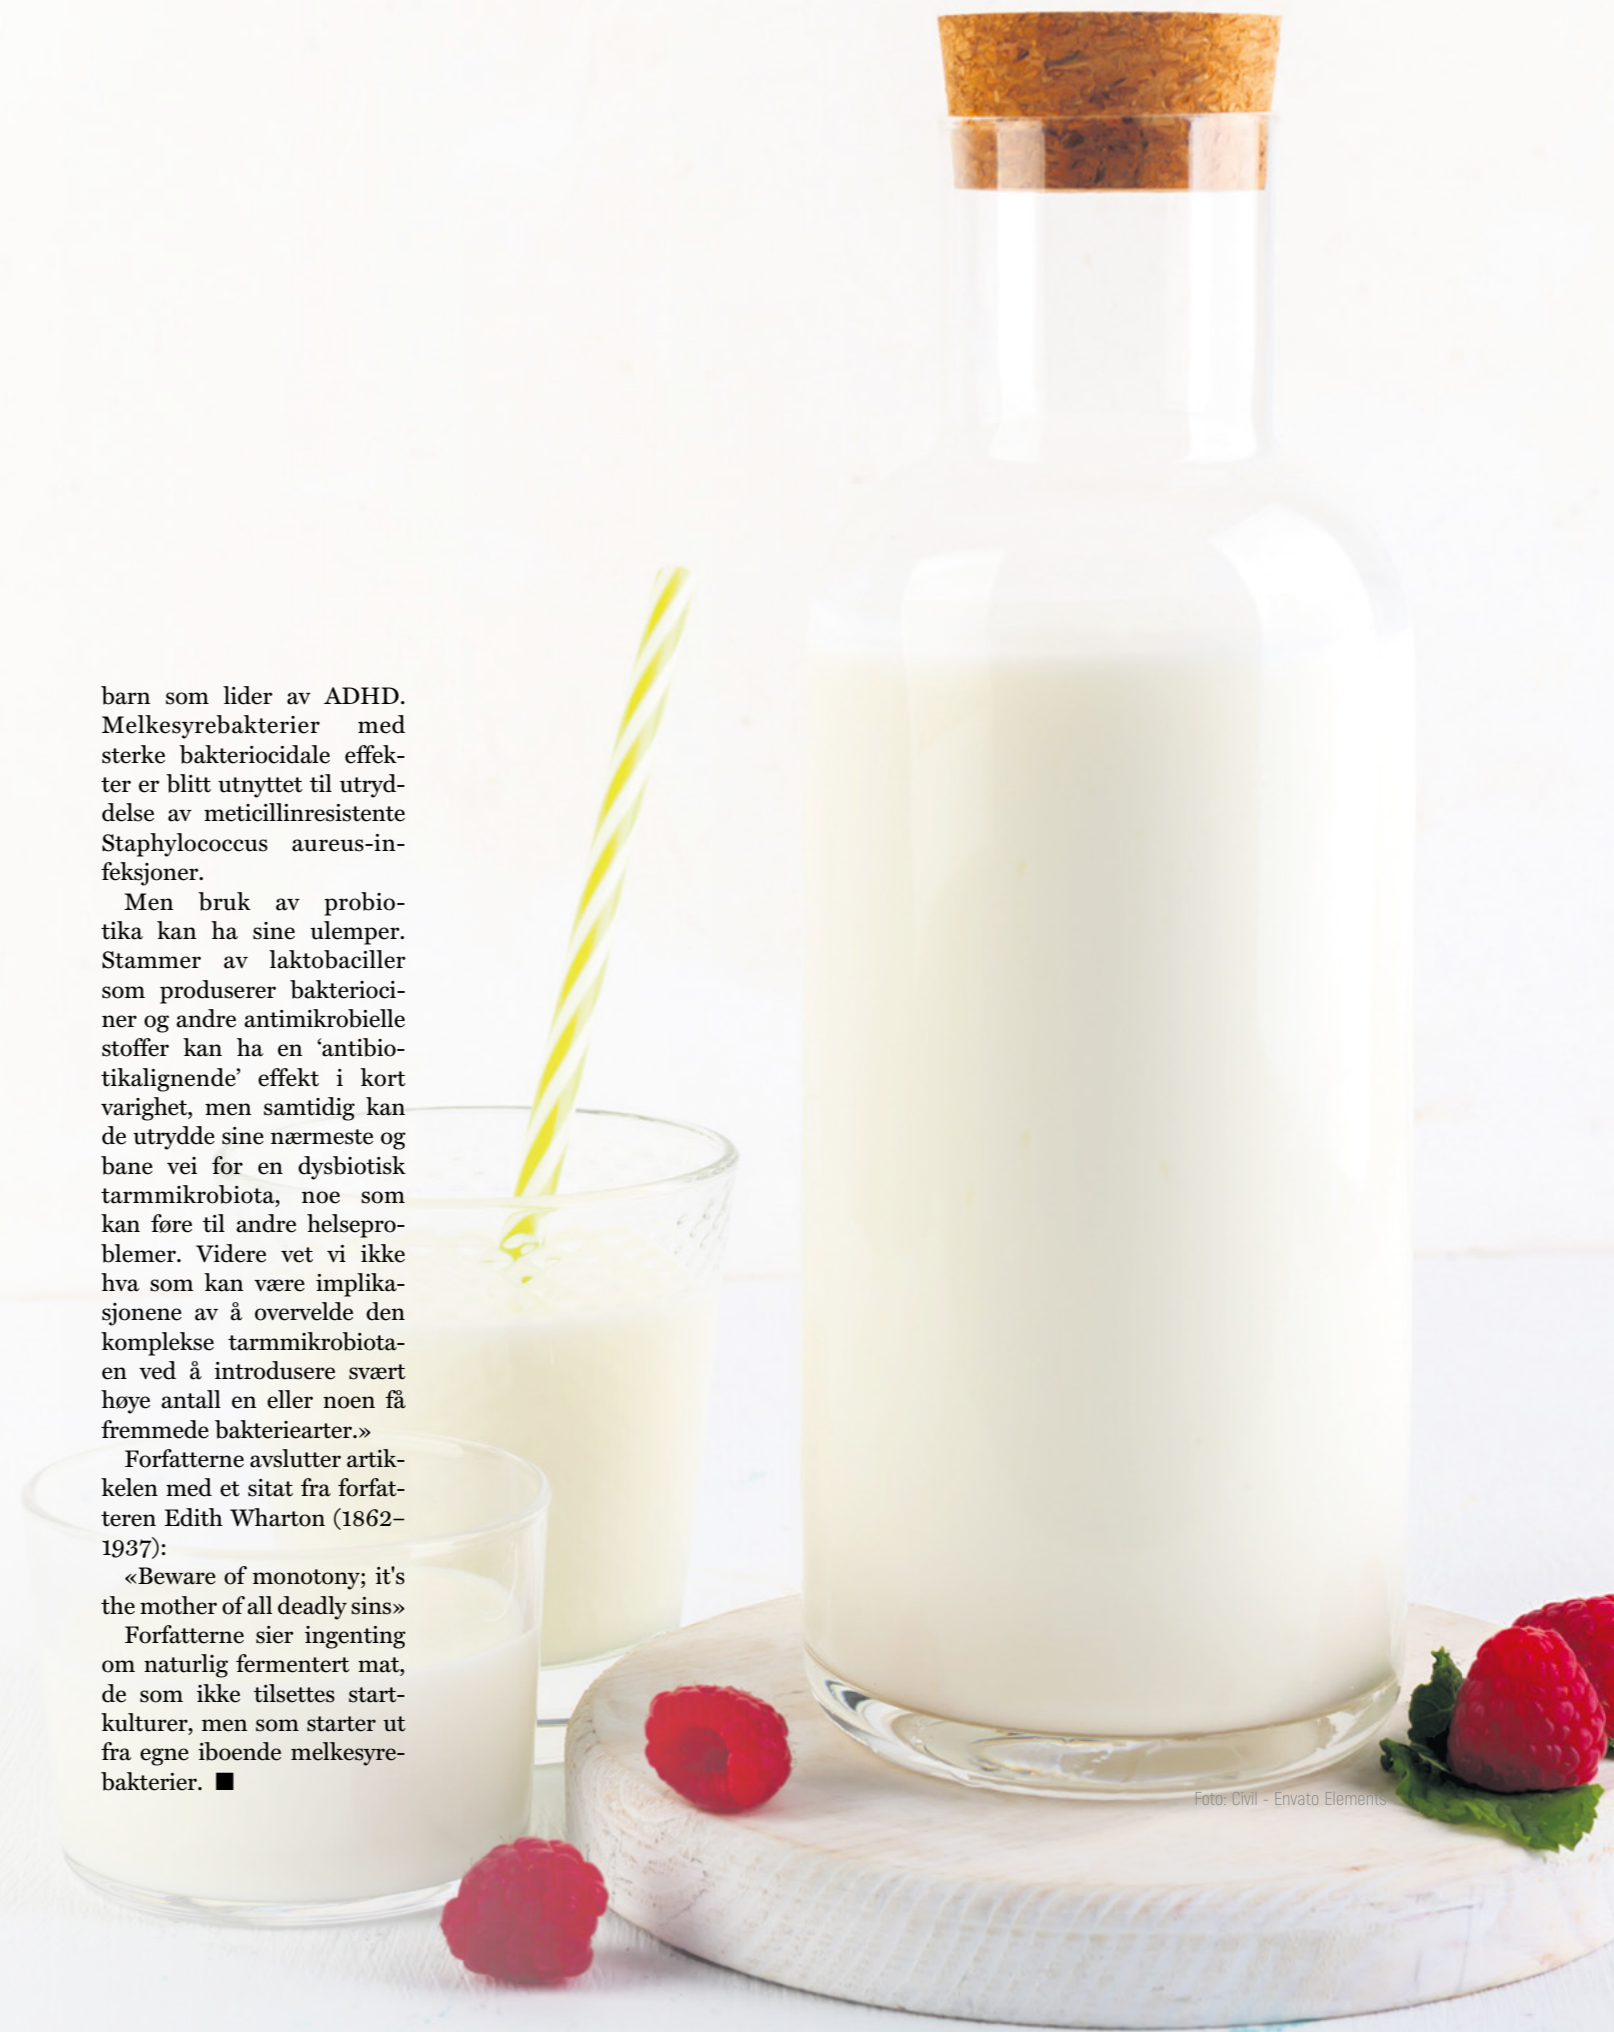 barn som lider av ADHD.
Melkesyrebakterier med
sterke bakteriocidale effek-
ter er blitt utnyttet til utryd-
delse av meticillinresistente
Staphylococcus aureus-in-
feksjoner.
Men bruk av probio-
tika kan ha sine ulemper.
Stammer av laktobaciller
som produserer bakterioci-
ner og andre antimikrobielle
stoffer kan ha en ‘antibio-
tikalignende’ effekt i kort
varighet, men samtidig kan
de utrydde sine nærmeste og
bane vei for en dysbiotisk
tarmmikrobiota, noe som
kan føre til andre helsepro-
blemer. Videre vet vi ikke
hva som kan være implika-
sjonene av å overvelde den
komplekse tarmmikrobiota-
en ved å introdusere svært
høye antall en eller noen få
fremmede bakteriearter.»
Forfatterne avslutter artik-
kelen med et sitat fra forfat-
teren Edith Wharton (1862–
1937):
«Beware of monotony; it's
the mother of all deadly sins»
Forfatterne sier ingenting
om naturlig fermentert mat,
de som ikke tilsettes start-
kulturer, men som starter ut
fra egne iboende melkesyre-
bakterier. ■
Foto: Civil - Envato Elements